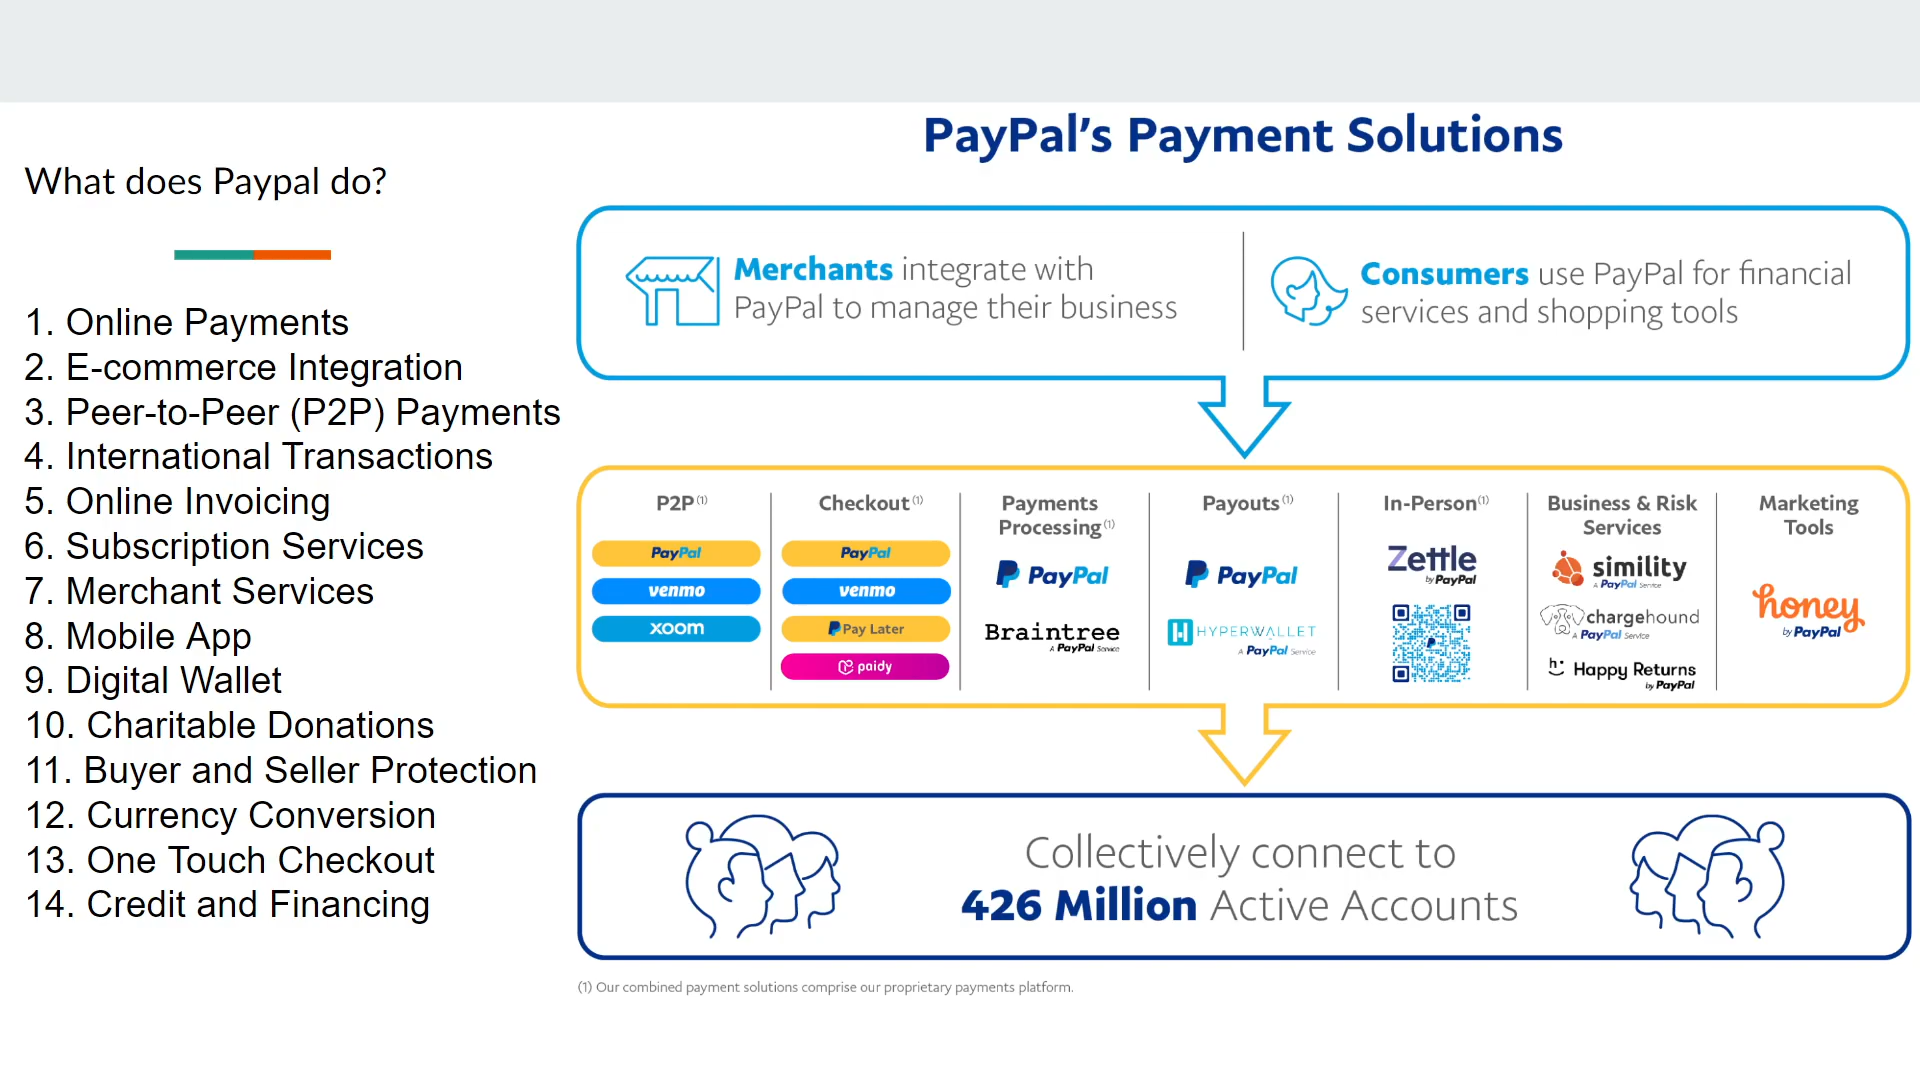 PayPal's Payment Solutions
What does Paypal do?
1. Online Payments
2. E-commerce Integration
3. Peer-to-Peer (P2P) Payments
4. International Transactions
5. Online Invoicing
6. Subscription Services
7. Merchant Services
8. Mobile App
9. Digital Wallet
10. Charitable Donations
11. Buyer and Seller Protection
12. Currency Conversion
13. One Touch Checkout
14. Credit and Financing
Merchants integrate with
PayPal to manage their business
Consumers use PayPal for financial
services and shopping tools
P2P (1)
PayPal
venmo
xoom
Checkout (1)
PayPal
venmo
Pay Later
paidy
Payments
Processing (1)
PayPal
Braintree
A PayPal Service
Payouts (1)
PayPal
HYPERWALLET
A PayPal Service
In-Person (1)
Zettle
by PayPal
Business & Risk
Services
simility
A PayPal Service
chargehound
A PayPal Service
h: Happy Returns
by PayPal
Marketing
Tools
honey
by PayPal
Collectively connect to
426 Million Active Accounts
(1) Our combined payment solutions comprise our proprietary payments platform.